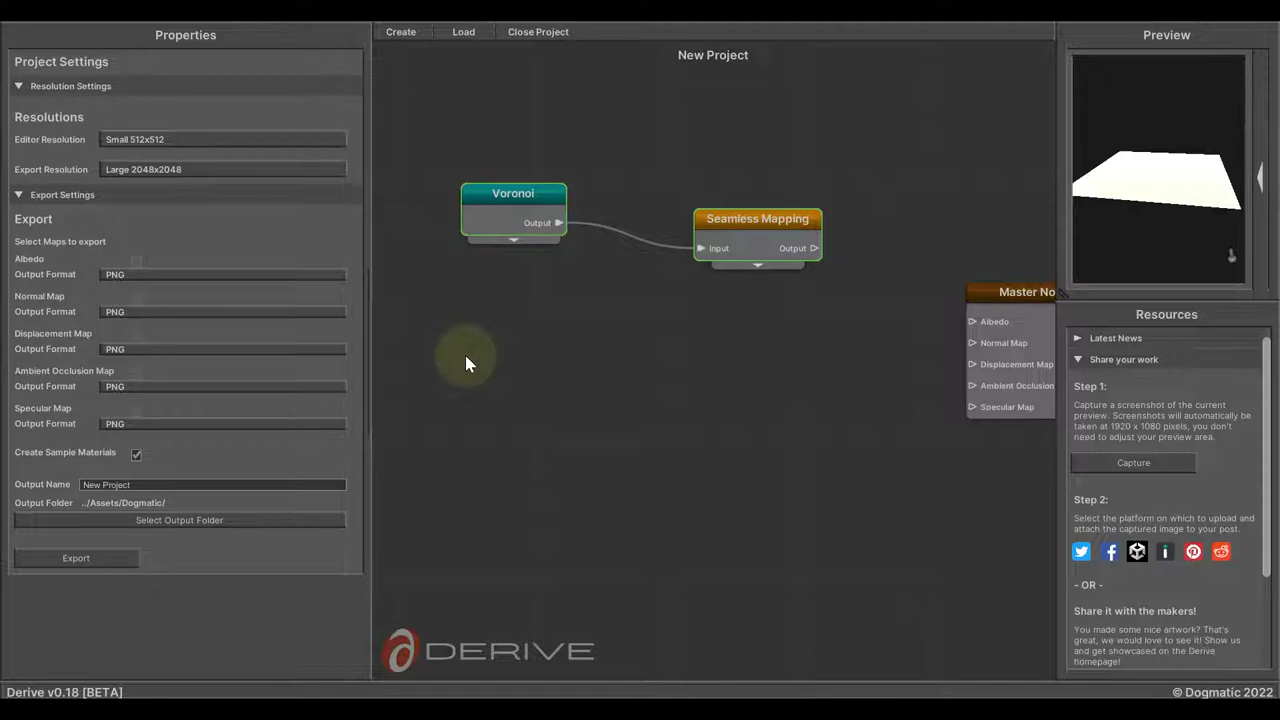 Properties
Project Settings
Resolution Settings
Resolutions
Editor Resolution Small 512x512
Export Resolution Large 2048x2048
Export Settings
Export
Select Maps to export
Albedo
Output Format PNG
Normal Map
Output Format PNG
Displacement Map
Output Format PNG
Ambient Occlusion Map
Output Format PNG
Specular Map
Output Format PNG
Create Sample Materials
Output Name New Project
Output Folder ../Assets/Dogmatic/
Select Output Folder
Export
Create Load Close Project
New Project
Voronoi
Output
Seamless Mapping
Input Output
Master No
Albedo
Normal Map
Displacement Map
Ambient Occlusion
Specular Map
DERIVE
Preview
Resources
Latest News
Share your work
Step 1:
Capture a screenshot of the current
preview. Screenshots will automatically be
taken at 1920 x 1080 pixels, you don't
need to adjust your preview area.
Capture
Step 2:
Select the platform on which to upload and
attach the captured image to your post.
- OR -
Share it with the makers!
You made some nice artwork? That's
great, we would love to see it! Show us
and get showcased on the Derive
homepage!
Derive v0.18 [BETA]
© Dogmatic 2022